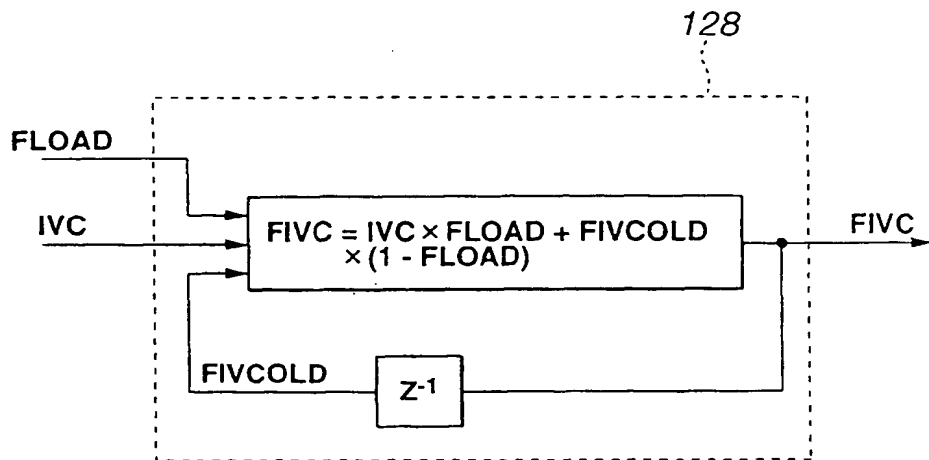 128
FLOAD
IVC
FIVC = IVC × FLOAD + FIVCOLD
× (1 - FLOAD)
FIVC
FIVCOLD
Z⁻¹